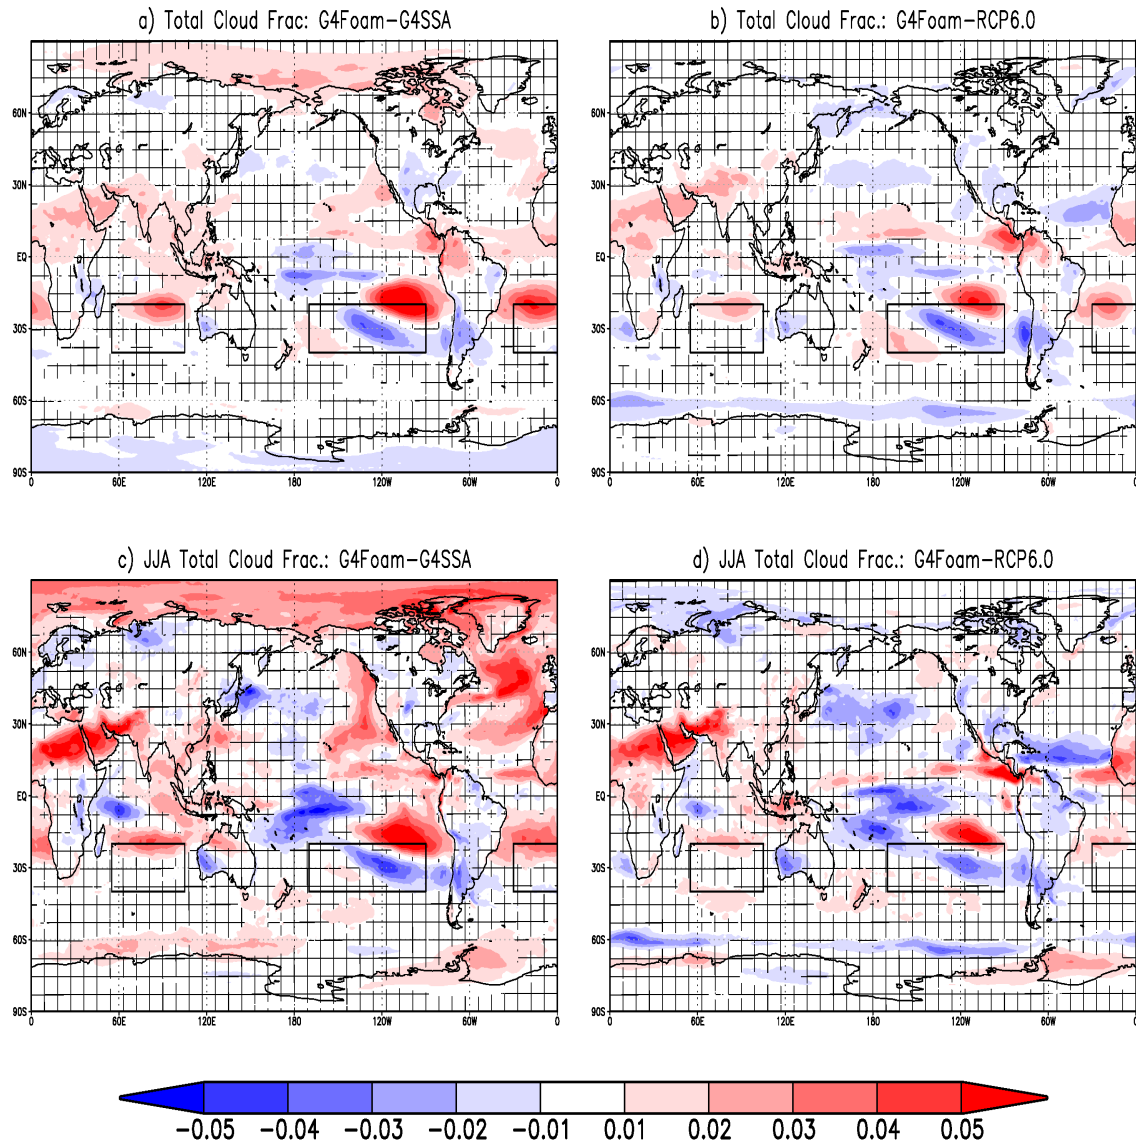 a) Total Cloud Frac: G4Foam-G4SSA
b) Total Cloud Frac.: G4Foam-RCP6.0
60N
30N
EQ
30S
60S
90S
0 60E 120E 180 120W 60W 0
60N
30N
EQ
30S
60S
90S
0 60E 120E 180 120W 60W 0
c) JJA Total Cloud Frac.: G4Foam-G4SSA
d) JJA Total Cloud Frac.: G4Foam-RCP6.0
60N
30N
EQ
30S
60S
90S
0 60E 120E 180 120W 60W 0
60N
30N
EQ
30S
60S
90S
0 60E 120E 180 120W 60W 0
-0.05 -0.04 -0.03 -0.02 -0.01 0.01 0.02 0.03 0.04 0.05